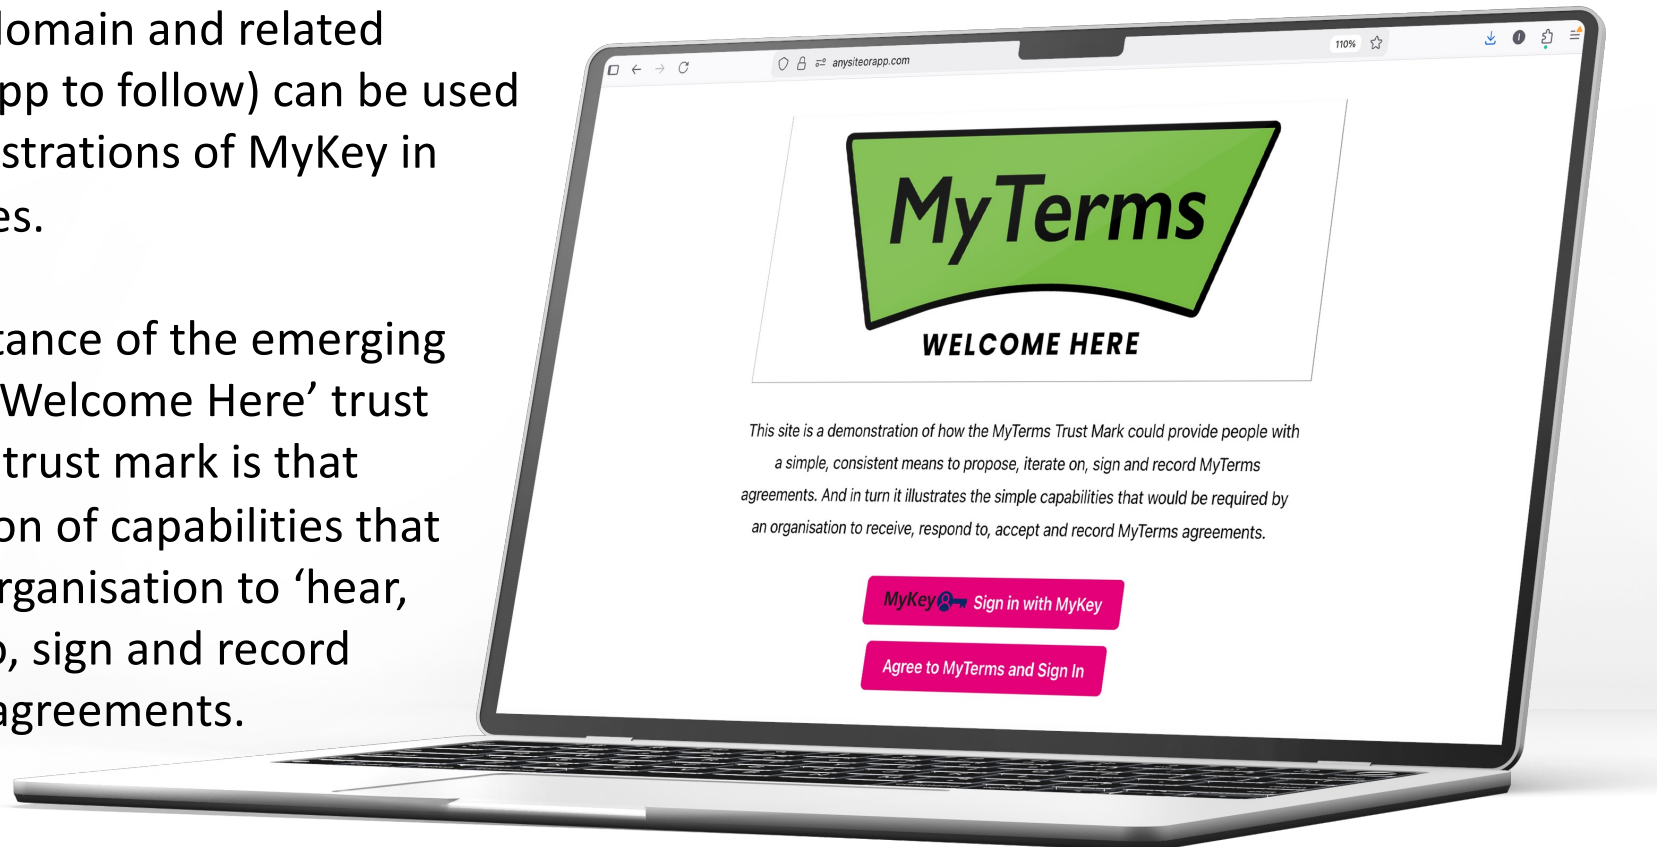 lomain and related
pp to follow) can be used
strations of MyKey in
es.
tance of the emerging
Welcome Here’ trust
trust mark is that
on of capabilities that
rganisation to ‘hear,
o, sign and record
agreements.
anysiteorapp.com
110%
MyTerms
WELCOME HERE
This site is a demonstration of how the MyTerms Trust Mark could provide people with
a simple, consistent means to propose, iterate on, sign and record MyTerms
agreements. And in turn it illustrates the simple capabilities that would be required by
an organisation to receive, respond to, accept and record MyTerms agreements.
MyKey Sign in with MyKey
Agree to MyTerms and Sign In